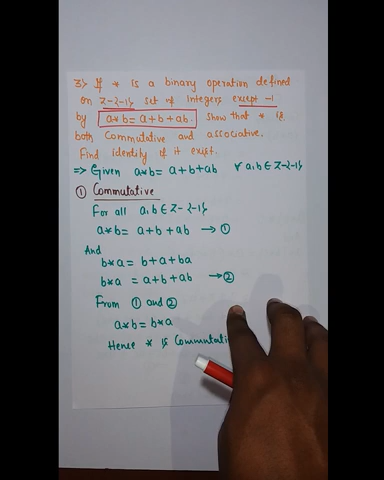 3} If * is a binary operation defined
on Z-{-1} set of Integers except -1
by a*b = a+b+ab. Show that * is
both Commutative and associative.
Find identity if it exist.
=> Given a*b = a+b+ab ∀ a,b ∈ Z-{-1}
① Commutative
For all a,b ∈ Z-{-1}
a*b = a+b+ab → ①
And
b*a = b+a+ba
b*a = a+b+ab → ②
From ① and ②
a*b = b*a
Hence * is Commutati